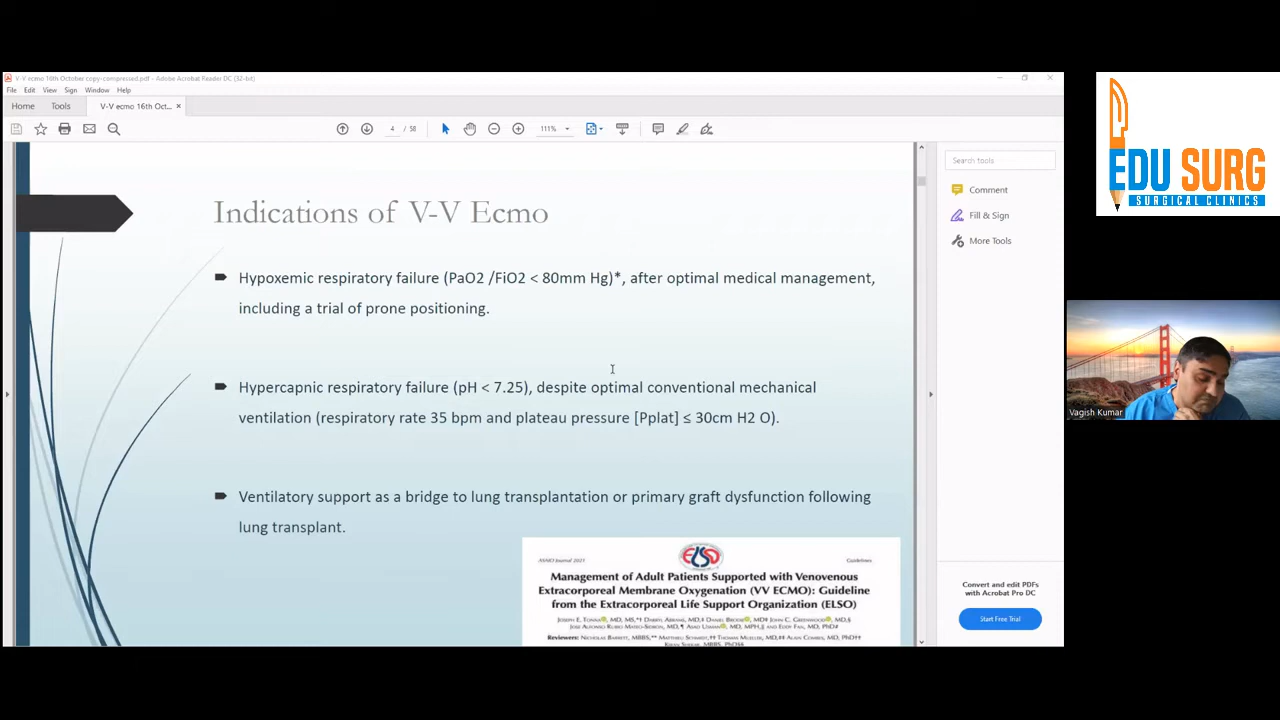 V-V ecmo 16th October copy-compressed.pdf - Adobe Acrobat Reader DC (32-bit)
File Edit View Sign Window Help
Home Tools V-V ecmo 16th Oct... ×
4 / 58 111%
Indications of V-V Ecmo
Hypoxemic respiratory failure (PaO2 /FiO2 < 80mm Hg)*, after optimal medical management,
including a trial of prone positioning.
Hypercapnic respiratory failure (pH < 7.25), despite optimal conventional mechanical
ventilation (respiratory rate 35 bpm and plateau pressure [Pplat] ≤ 30cm H2 O).
Ventilatory support as a bridge to lung transplantation or primary graft dysfunction following
lung transplant.
ASAIO Journal 2021
ELSO
Guidelines
Management of Adult Patients Supported with Venovenous
Extracorporeal Membrane Oxygenation (VV ECMO): Guideline
from the Extracorporeal Life Support Organization (ELSO)
Search tools
Comment
Fill & Sign
More Tools
Convert and edit PDFs
with Acrobat Pro DC
Start Free Trial
EDU SURG
SURGICAL CLINICS
Vagish Kumar